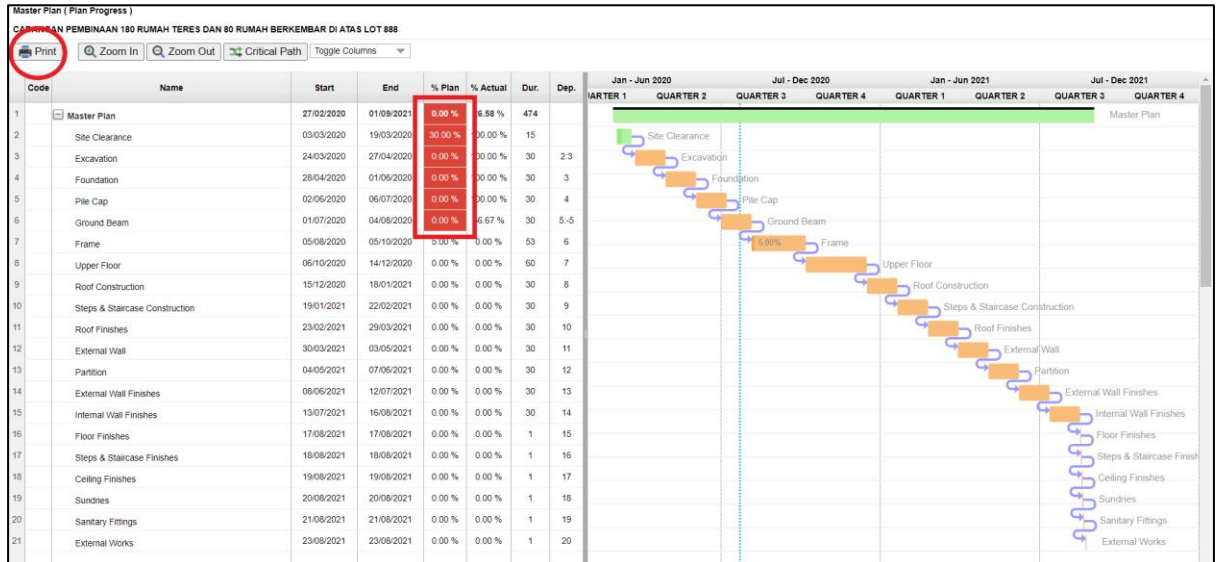 Master Plan ( Plan Progress )
CADANGAN PEMBINAAN 180 RUMAH TERES DAN 80 RUMAH BERKEMBAR DI ATAS LOT 888
Print Zoom In Zoom Out Critical Path Toggle Columns
Code Name Start End % Plan % Actual Dur. Dep.
Jan - Jun 2020 Jul - Dec 2020 Jan - Jun 2021 Jul - Dec 2021
QUARTER 2 QUARTER 3 QUARTER 4 QUARTER 1 QUARTER 2 QUARTER 3 QUARTER 4
1 Master Plan 27/02/2020 01/09/2021 0.00 % 6.58 % 474 Master Plan
2 Site Clearance 03/03/2020 19/03/2020 30.00 % 00.00 % 15 Site Clearance
3 Excavation 24/03/2020 27/04/2020 0.00 % 00.00 % 30 2:3 Excavation
4 Foundation 28/04/2020 01/06/2020 0.00 % 00.00 % 30 3 Foundation
5 Pile Cap 02/06/2020 06/07/2020 0.00 % 00.00 % 30 4 Pile Cap
6 Ground Beam 01/07/2020 04/08/2020 0.00 % 6.67 % 30 5:-5 Ground Beam
7 Frame 05/08/2020 05/10/2020 5.00 % 0.00 % 53 6 5.00% Frame
8 Upper Floor 06/10/2020 14/12/2020 0.00 % 0.00 % 60 7 Upper Floor
9 Roof Construction 15/12/2020 18/01/2021 0.00 % 0.00 % 30 8 Roof Construction
10 Steps & Staircase Construction 19/01/2021 22/02/2021 0.00 % 0.00 % 30 9 Steps & Staircase Construction
11 Roof Finishes 23/02/2021 29/03/2021 0.00 % 0.00 % 30 10 Roof Finishes
12 External Wall 30/03/2021 03/05/2021 0.00 % 0.00 % 30 11 External Wall
13 Partition 04/05/2021 07/06/2021 0.00 % 0.00 % 30 12 Partition
14 External Wall Finishes 08/06/2021 12/07/2021 0.00 % 0.00 % 30 13 External Wall Finishes
15 Internal Wall Finishes 13/07/2021 16/08/2021 0.00 % 0.00 % 30 14 Internal Wall Finishes
16 Floor Finishes 17/08/2021 17/08/2021 0.00 % 0.00 % 1 15 Floor Finishes
17 Steps & Staircase Finishes 18/08/2021 18/08/2021 0.00 % 0.00 % 1 16 Steps & Staircase Finish
18 Ceiling Finishes 19/08/2021 19/08/2021 0.00 % 0.00 % 1 17 Ceiling Finishes
19 Sundries 20/08/2021 20/08/2021 0.00 % 0.00 % 1 18 Sundries
20 Sanitary Fittings 21/08/2021 21/08/2021 0.00 % 0.00 % 1 19 Sanitary Fittings
21 External Works 23/08/2021 23/08/2021 0.00 % 0.00 % 1 20 External Works